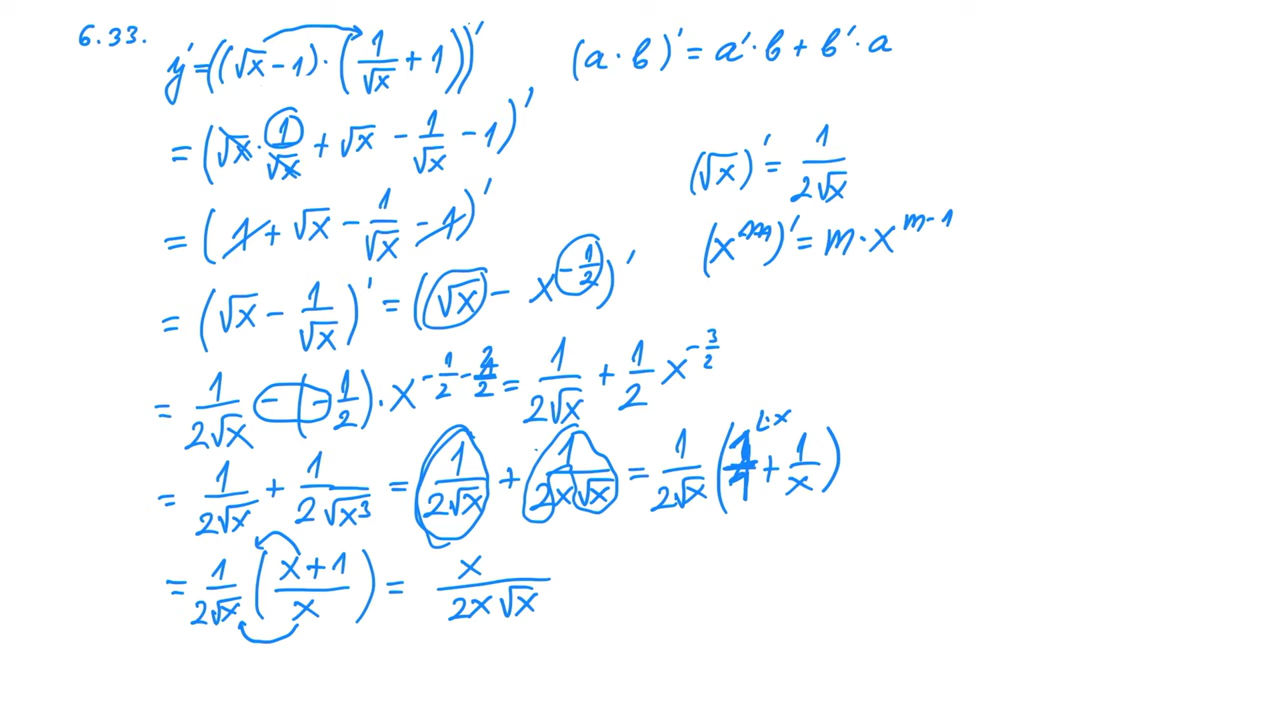 6.33.
y' = ((√x − 1) · (1/√x + 1))'
(a · b)' = a' · b + b' · a
= (√x · 1/√x + √x − 1/√x − 1)'
(√x)' = 1/(2√x)
= (1 + √x − 1/√x − 1)'
(x^m)' = m · x^(m−1)
= (√x − 1/√x)' = (√x − x^(−1/2))'
= 1/(2√x) − (−1/2) · x^(−1/2 − 2/2) = 1/(2√x) + 1/2 x^(−3/2)
= 1/(2√x) + 1/(2√x³) = 1/(2√x) + 1/(2x√x) = 1/(2√x) (1/1 ∟·x + 1/x)
= 1/(2√x) ((x+1)/x) = x/(2x√x)